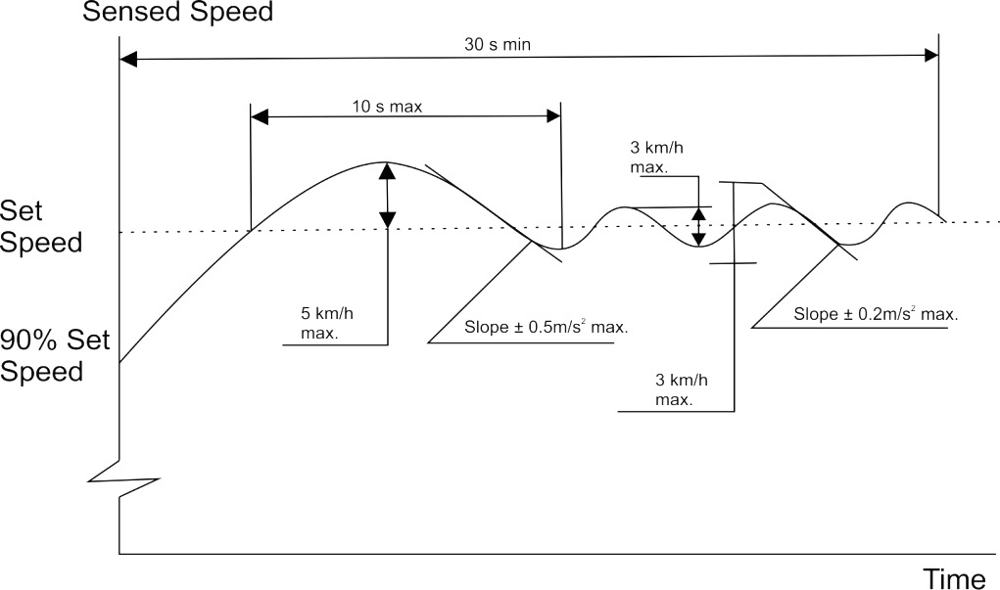 Sensed Speed
30 s min
10 s max
3 km/h
max.
Set
Speed
5 km/h
max.
Slope ± 0.5m/s² max.
Slope ± 0.2m/s² max.
90% Set
Speed
3 km/h
max.
Time